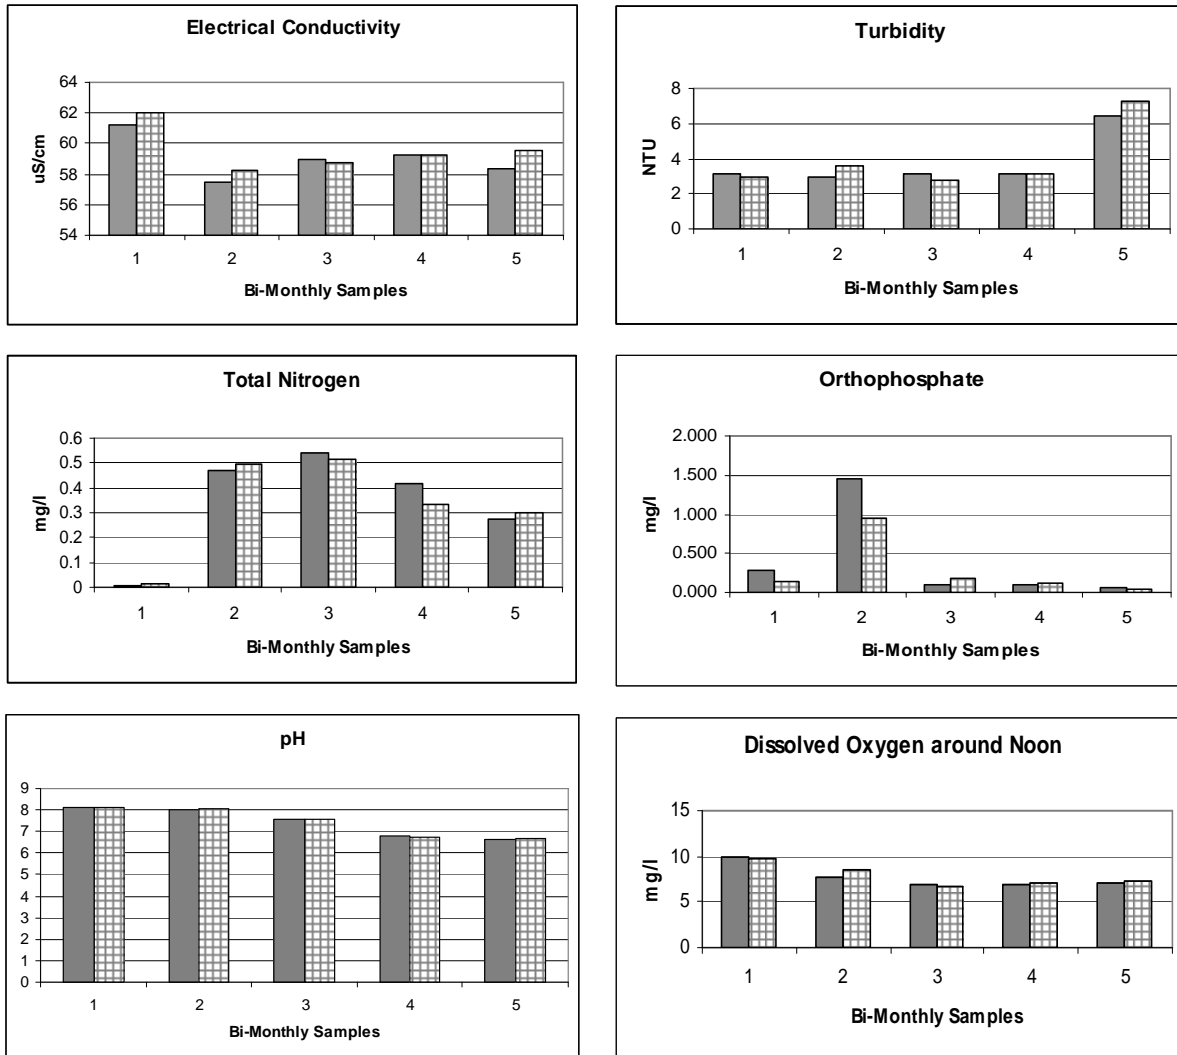 Electrical Conductivity
64
62
60
58
56
54
uS/cm
1 2 3 4 5
Bi-Monthly Samples
Turbidity
8
6
4
2
0
NTU
1 2 3 4 5
Bi-Monthly Samples
Total Nitrogen
0.6
0.5
0.4
0.3
0.2
0.1
0
mg/l
1 2 3 4 5
Bi-Monthly Samples
Orthophosphate
2.000
1.500
1.000
0.500
0.000
mg/l
1 2 3 4 5
Bi-Monthly Samples
pH
9
8
7
6
5
4
3
2
1
0
1 2 3 4 5
Bi-Monthly Samples
Dissolved Oxygen around Noon
15
10
5
0
mg/l
1 2 3 4 5
Bi-Monthly Samples